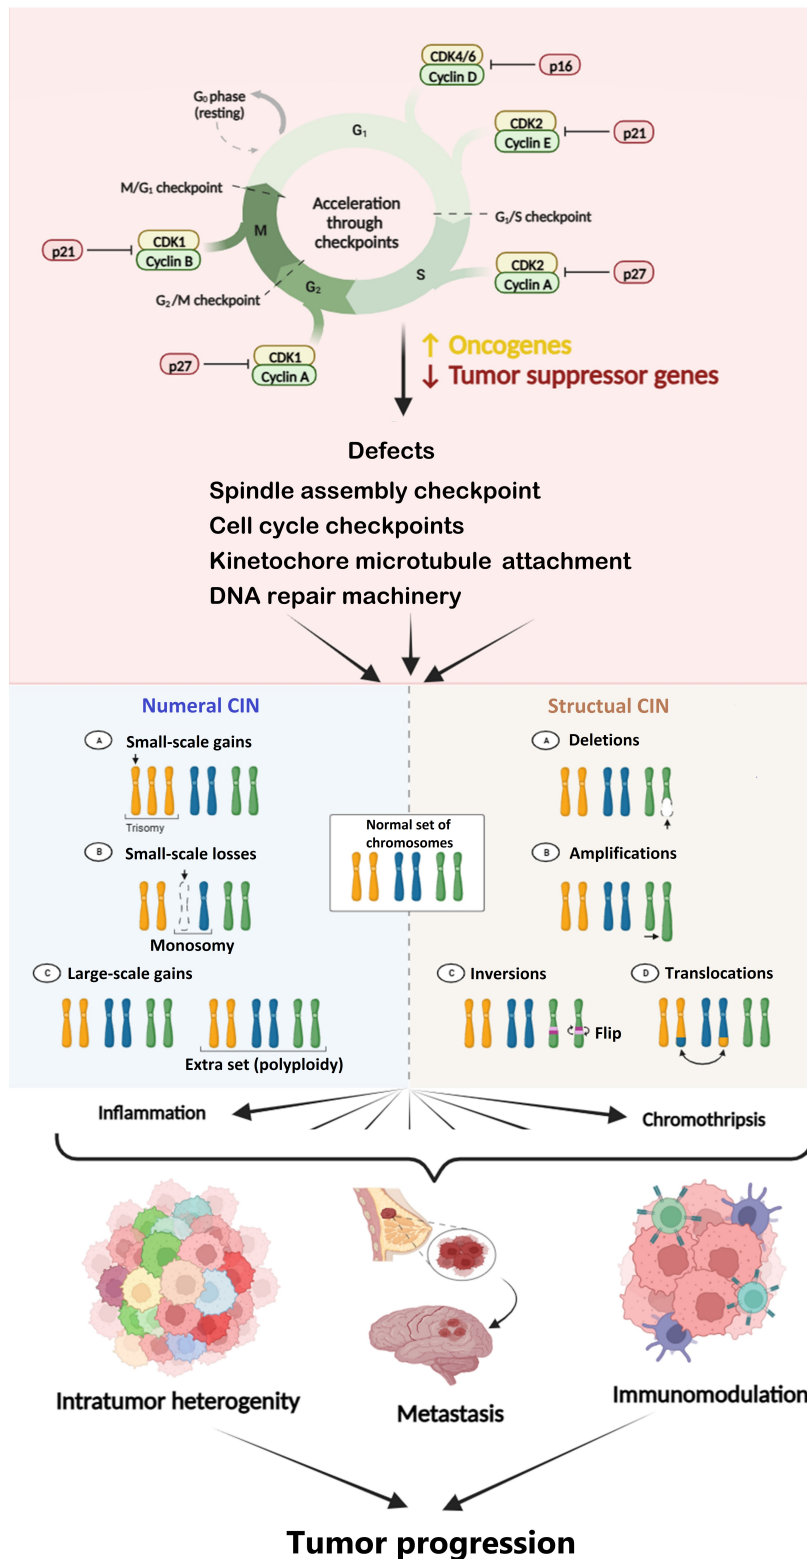 CDK4/6
Cyclin D
p16
G₀ phase
(resting)
G₁
CDK2
Cyclin E
p21
M/G₁ checkpoint
Acceleration
through
checkpoints
G₁/S checkpoint
M
p21
CDK1
Cyclin B
S
CDK2
Cyclin A
p27
G₂
G₂/M checkpoint
p27
CDK1
Cyclin A
↑ Oncogenes
↓ Tumor suppressor genes
Defects
Spindle assembly checkpoint
Cell cycle checkpoints
Kinetochore microtubule attachment
DNA repair machinery
Numeral CIN
A Small-scale gains
Trisomy
B Small-scale losses
Monosomy
C Large-scale gains
Extra set (polyploidy)
Normal set of
chromosomes
Structual CIN
A Deletions
B Amplifications
C Inversions
Flip
D Translocations
Inflammation
Chromothripsis
Intratumor heterogenity
Metastasis
Immunomodulation
Tumor progression